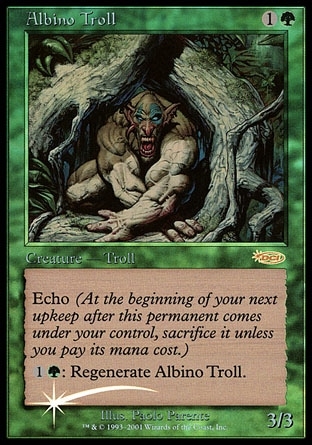 Albino Troll 1
Creature — Troll
DCI
Echo (At the beginning of your next
upkeep after this permanent comes
under your control, sacrifice it unless
you pay its mana cost.)
1 : Regenerate Albino Troll.
Illus. Paolo Parente
3/3
™ & © 1993-2001 Wizards of the Coast, Inc.